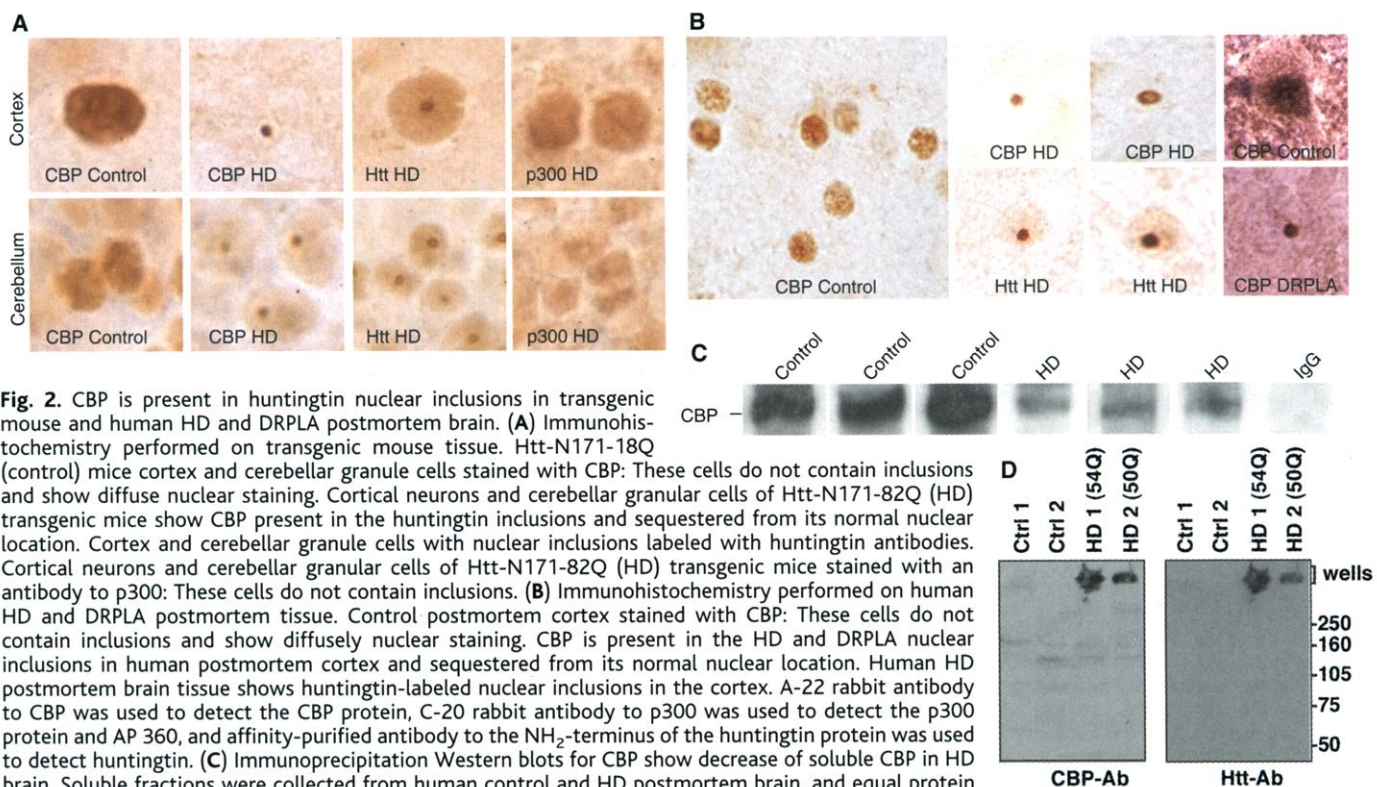 A
Cortex
CBP Control
CBP HD
Htt HD
p300 HD
Cerebellum
CBP Control
CBP HD
Htt HD
p300 HD
B
CBP Control
CBP HD
CBP HD
CBP Control
Htt HD
Htt HD
CBP DRPLA
C
Control
Control
Control
HD
HD
HD
IgG
CBP
Fig. 2. CBP is present in huntingtin nuclear inclusions in transgenic
mouse and human HD and DRPLA postmortem brain. (A) Immunohis-
tochemistry performed on transgenic mouse tissue. Htt-N171-18Q
(control) mice cortex and cerebellar granule cells stained with CBP: These cells do not contain inclusions
and show diffuse nuclear staining. Cortical neurons and cerebellar granular cells of Htt-N171-82Q (HD)
transgenic mice show CBP present in the huntingtin inclusions and sequestered from its normal nuclear
location. Cortex and cerebellar granule cells with nuclear inclusions labeled with huntingtin antibodies.
Cortical neurons and cerebellar granular cells of Htt-N171-82Q (HD) transgenic mice stained with an
antibody to p300: These cells do not contain inclusions. (B) Immunohistochemistry performed on human
HD and DRPLA postmortem tissue. Control postmortem cortex stained with CBP: These cells do not
contain inclusions and show diffusely nuclear staining. CBP is present in the HD and DRPLA nuclear
inclusions in human postmortem cortex and sequestered from its normal nuclear location. Human HD
postmortem brain tissue shows huntingtin-labeled nuclear inclusions in the cortex. A-22 rabbit antibody
to CBP was used to detect the CBP protein, C-20 rabbit antibody to p300 was used to detect the p300
protein and AP 360, and affinity-purified antibody to the NH2-terminus of the huntingtin protein was used
to detect huntingtin. (C) Immunoprecipitation Western blots for CBP show decrease of soluble CBP in HD
brain. Soluble fractions were collected from human control and HD postmortem brain, and equal protein
D
Ctrl 1
Ctrl 2
HD 1 (54Q)
HD 2 (50Q)
Ctrl 1
Ctrl 2
HD 1 (54Q)
HD 2 (50Q)
wells
-250
-160
-105
-75
-50
CBP-Ab
Htt-Ab